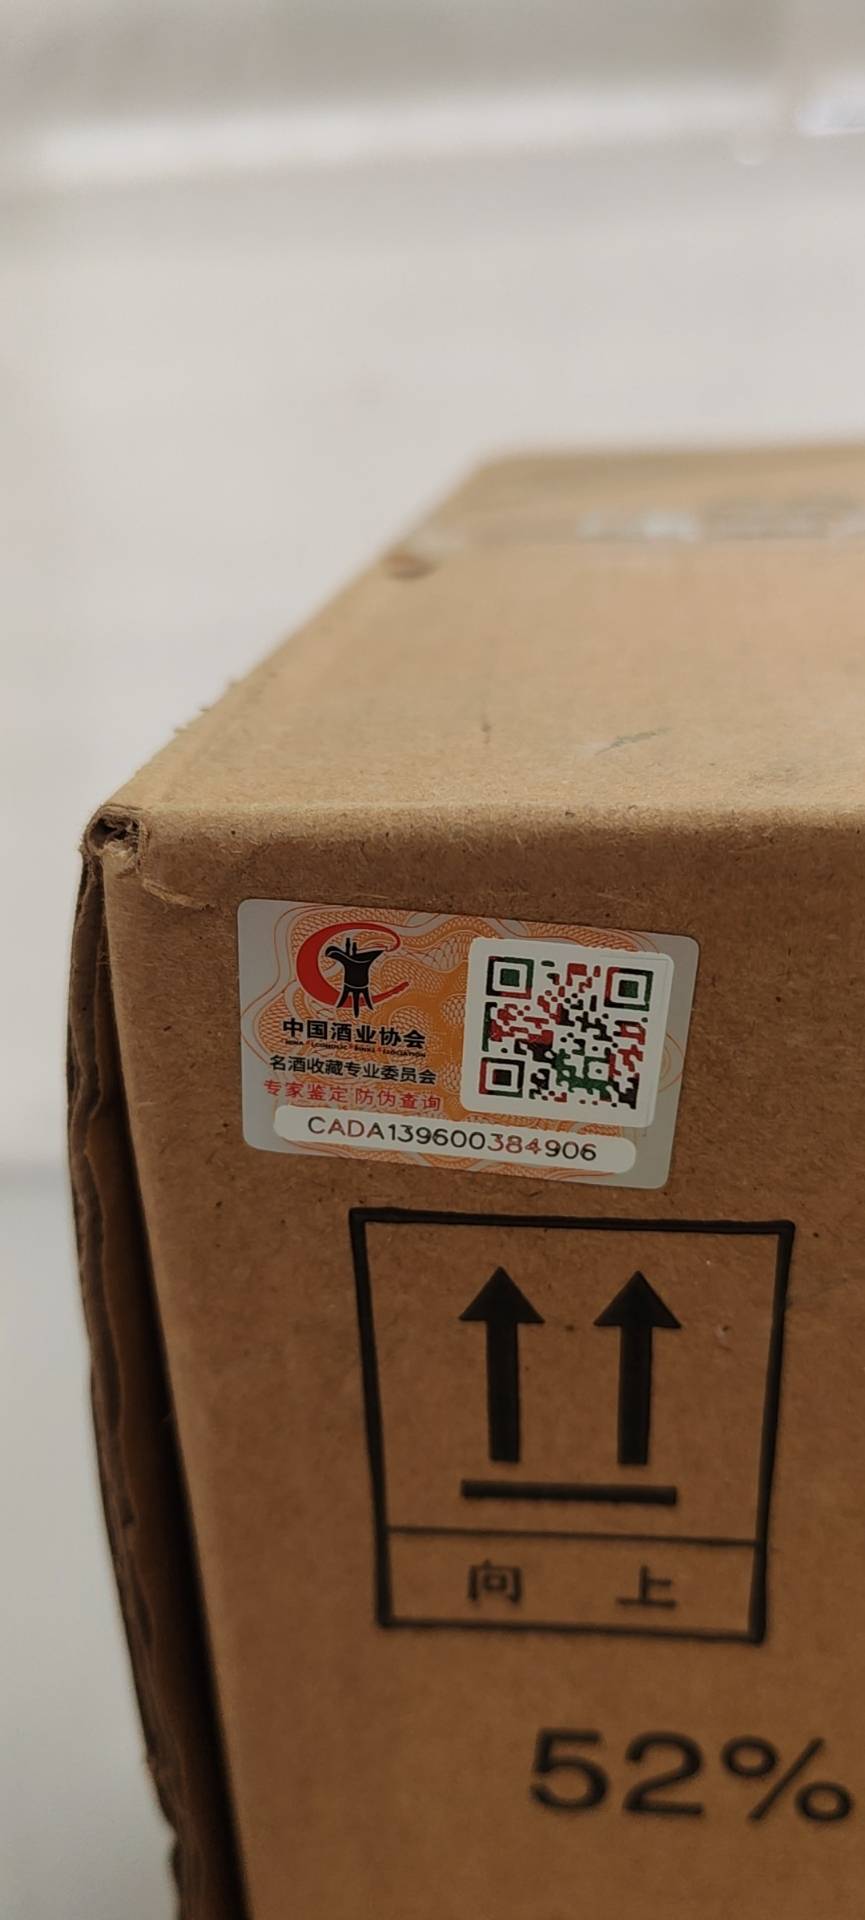 中国酒业协会
名酒收藏专业委员会
专家鉴定 防伪查询
CADA139600384906
向 上
52%